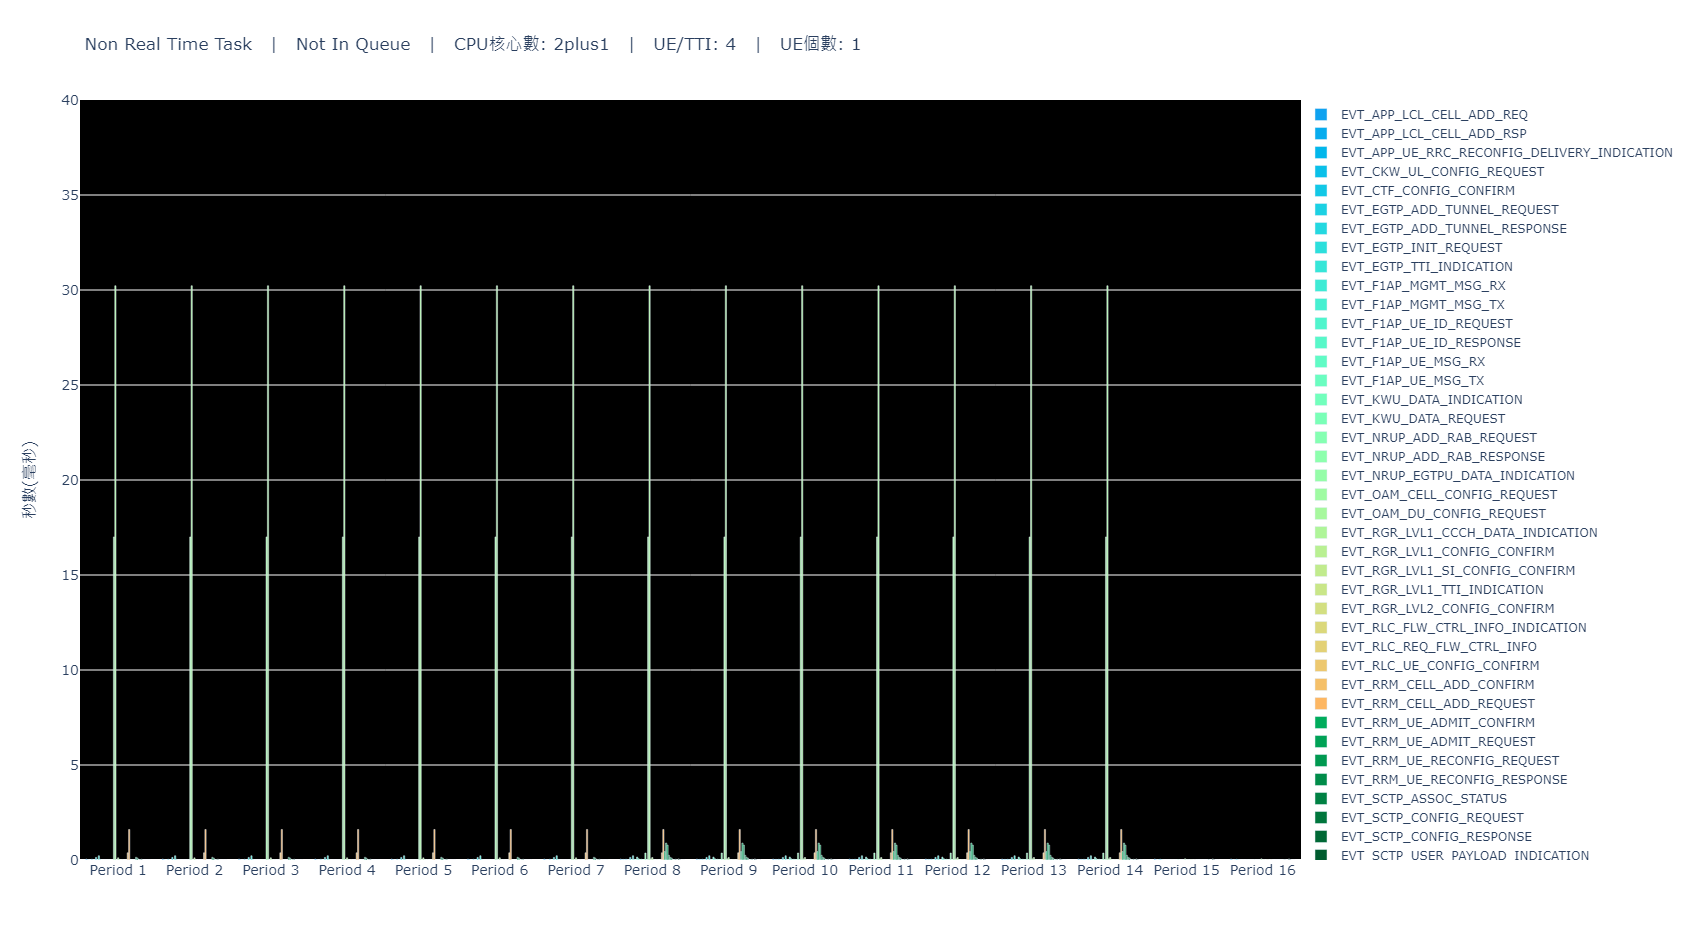 Non Real Time Task | Not In Queue | CPU核心數: 2plus1 | UE/TTI: 4 | UE個數: 1
秒數(毫秒)
40
35
30
25
20
15
10
5
0
Period 1
Period 2
Period 3
Period 4
Period 5
Period 6
Period 7
Period 8
Period 9
Period 10
Period 11
Period 12
Period 13
Period 14
Period 15
Period 16
EVT_APP_LCL_CELL_ADD_REQ
EVT_APP_LCL_CELL_ADD_RSP
EVT_APP_UE_RRC_RECONFIG_DELIVERY_INDICATION
EVT_CKW_UL_CONFIG_REQUEST
EVT_CTF_CONFIG_CONFIRM
EVT_EGTP_ADD_TUNNEL_REQUEST
EVT_EGTP_ADD_TUNNEL_RESPONSE
EVT_EGTP_INIT_REQUEST
EVT_EGTP_TTI_INDICATION
EVT_F1AP_MGMT_MSG_RX
EVT_F1AP_MGMT_MSG_TX
EVT_F1AP_UE_ID_REQUEST
EVT_F1AP_UE_ID_RESPONSE
EVT_F1AP_UE_MSG_RX
EVT_F1AP_UE_MSG_TX
EVT_KWU_DATA_INDICATION
EVT_KWU_DATA_REQUEST
EVT_NRUP_ADD_RAB_REQUEST
EVT_NRUP_ADD_RAB_RESPONSE
EVT_NRUP_EGTPU_DATA_INDICATION
EVT_OAM_CELL_CONFIG_REQUEST
EVT_OAM_DU_CONFIG_REQUEST
EVT_RGR_LVL1_CCCH_DATA_INDICATION
EVT_RGR_LVL1_CONFIG_CONFIRM
EVT_RGR_LVL1_SI_CONFIG_CONFIRM
EVT_RGR_LVL1_TTI_INDICATION
EVT_RGR_LVL2_CONFIG_CONFIRM
EVT_RLC_FLW_CTRL_INFO_INDICATION
EVT_RLC_REQ_FLW_CTRL_INFO
EVT_RLC_UE_CONFIG_CONFIRM
EVT_RRM_CELL_ADD_CONFIRM
EVT_RRM_CELL_ADD_REQUEST
EVT_RRM_UE_ADMIT_CONFIRM
EVT_RRM_UE_ADMIT_REQUEST
EVT_RRM_UE_RECONFIG_REQUEST
EVT_RRM_UE_RECONFIG_RESPONSE
EVT_SCTP_ASSOC_STATUS
EVT_SCTP_CONFIG_REQUEST
EVT_SCTP_CONFIG_RESPONSE
EVT_SCTP_USER_PAYLOAD_INDICATION